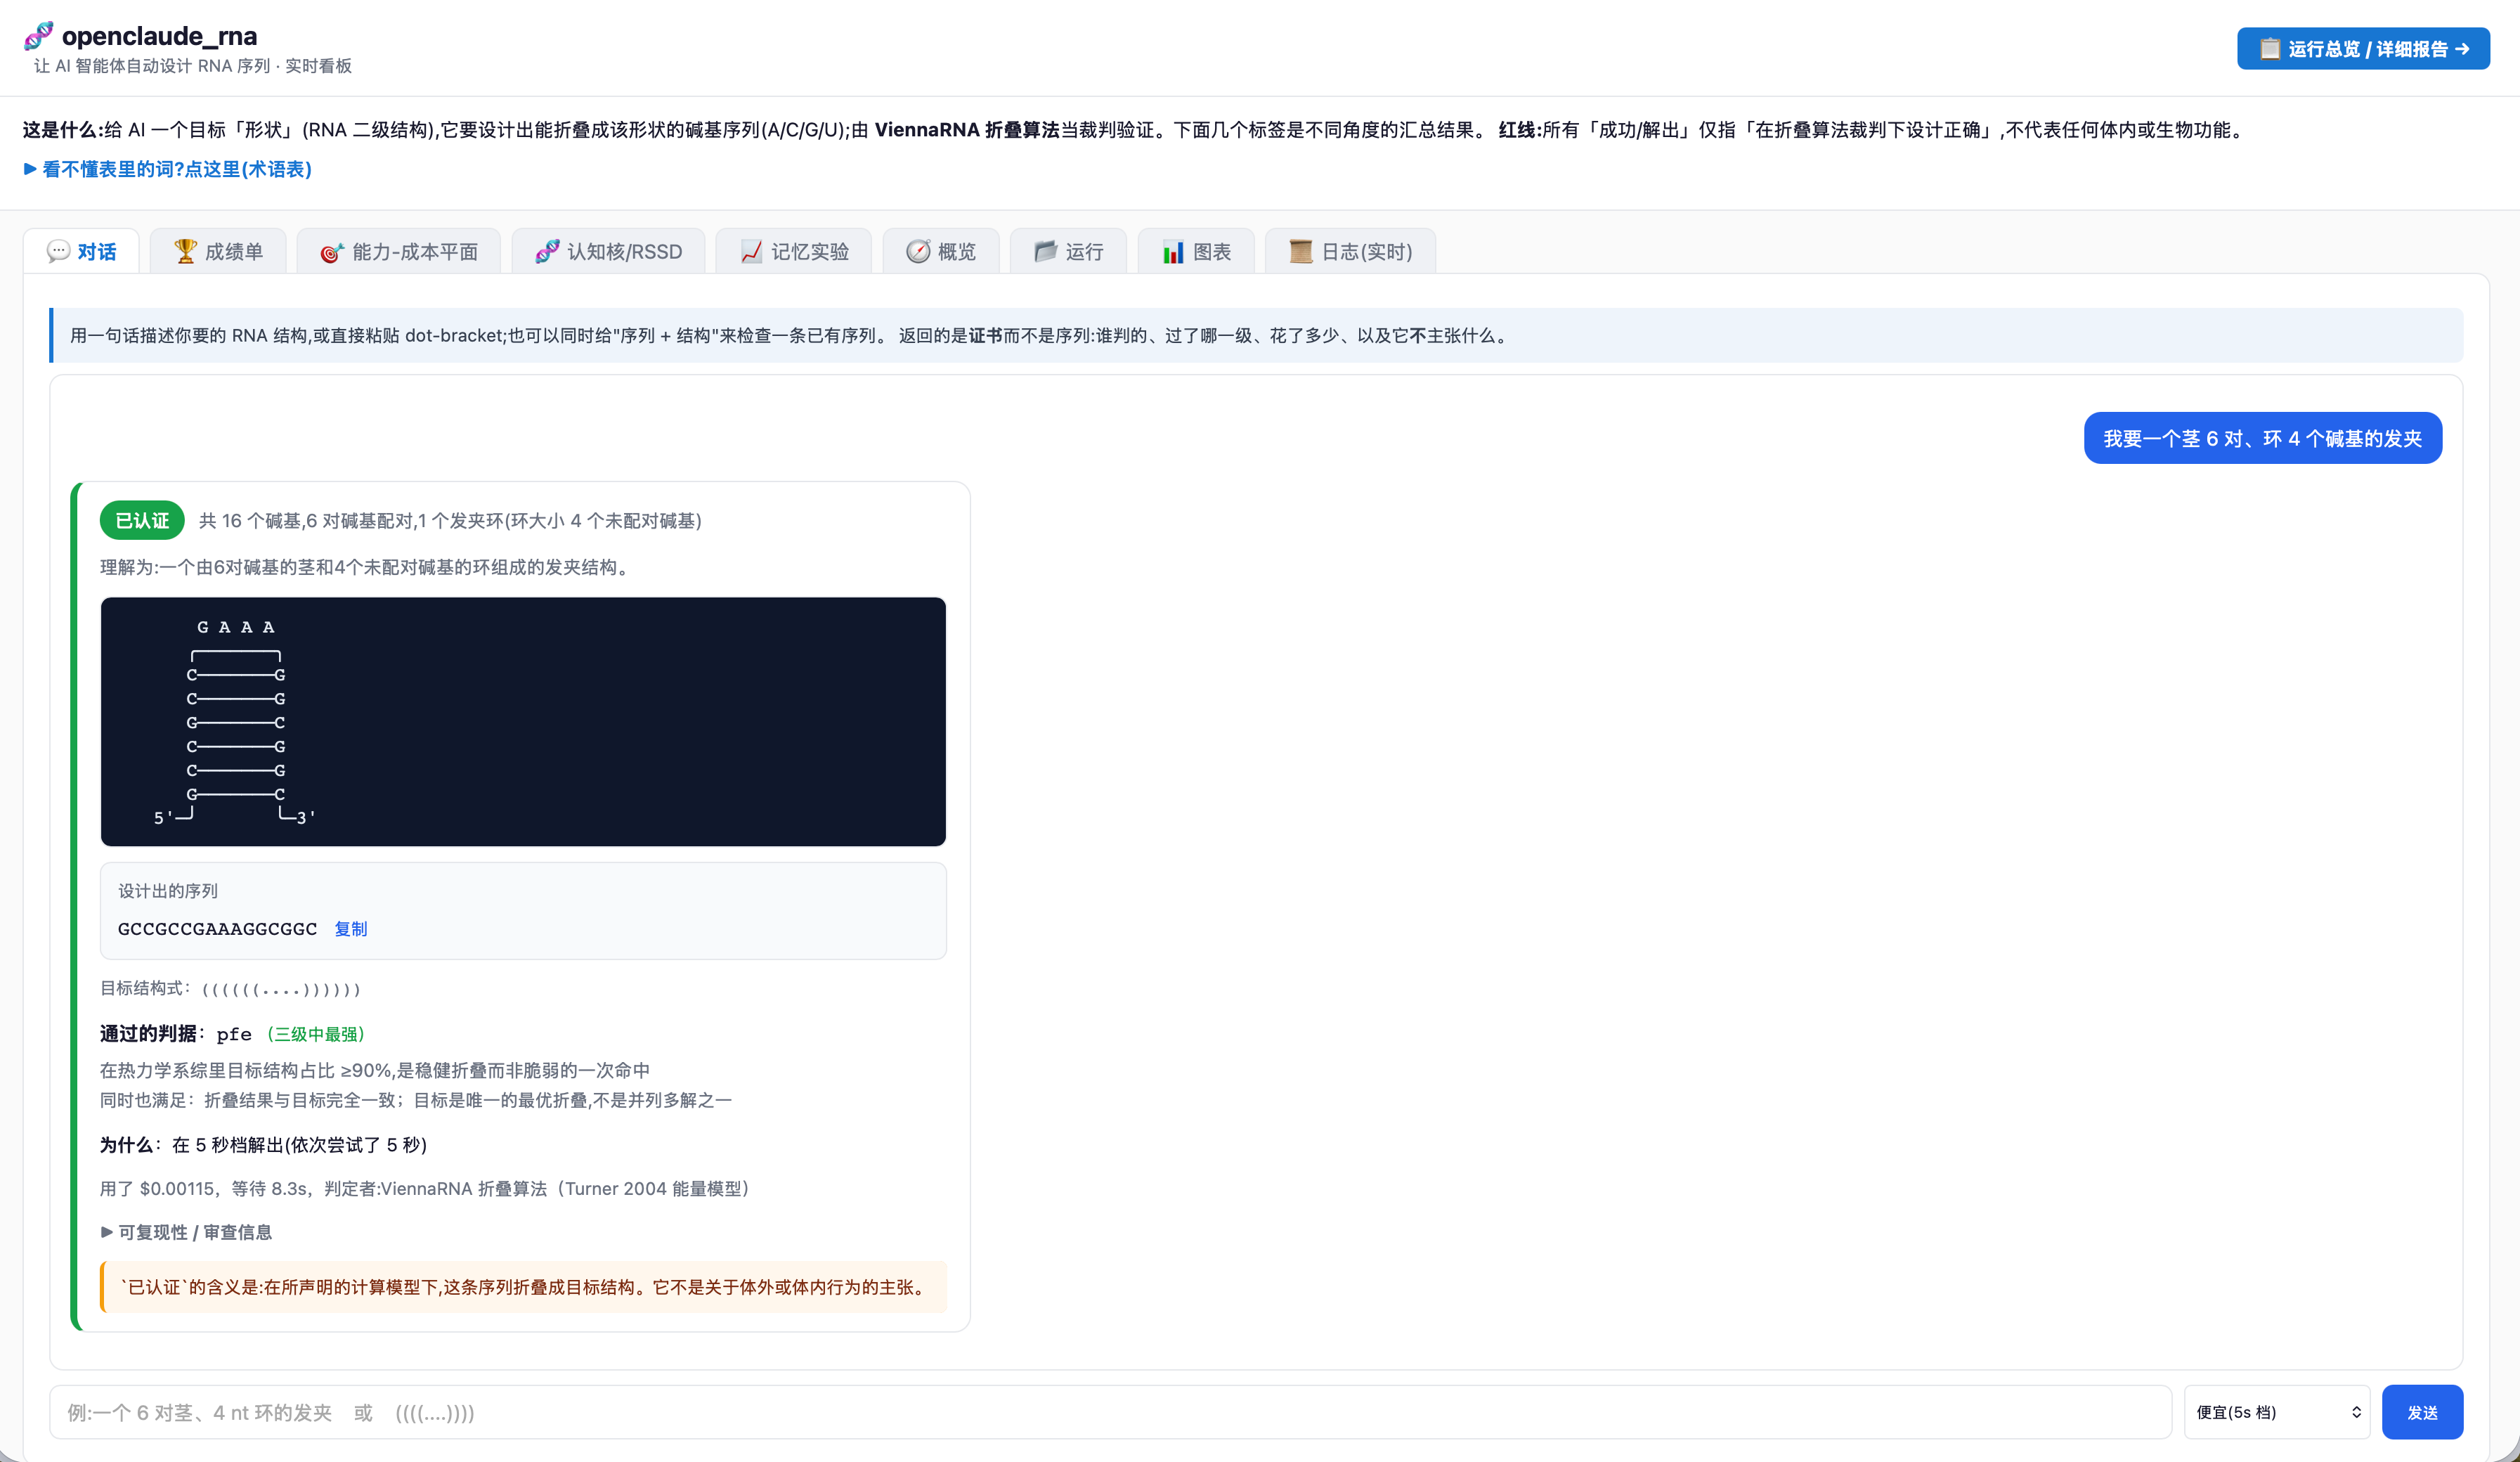 🧬 openclaude_rna
让 AI 智能体自动设计 RNA 序列 · 实时看板
📋 运行总览 / 详细报告 →
这是什么:给 AI 一个目标「形状」(RNA 二级结构),它要设计出能折叠成该形状的碱基序列(A/C/G/U);由 ViennaRNA 折叠算法当裁判验证。下面几个标签是不同角度的汇总结果。 红线:所有「成功/解出」仅指「在折叠算法裁判下设计正确」,不代表任何体内或生物功能。
▶ 看不懂表里的词?点这里(术语表)
💬 对话
🏆 成绩单
🎯 能力-成本平面
🧬 认知核/RSSD
📈 记忆实验
🧭 概览
📂 运行
📊 图表
📜 日志(实时)
用一句话描述你要的 RNA 结构,或直接粘贴 dot-bracket;也可以同时给"序列 + 结构"来检查一条已有序列。 返回的是证书而不是序列:谁判的、过了哪一级、花了多少、以及它不主张什么。
我要一个茎 6 对、环 4 个碱基的发夹
已认证 共 16 个碱基,6 对碱基配对,1 个发夹环(环大小 4 个未配对碱基)
理解为:一个由6对碱基的茎和4个未配对碱基的环组成的发夹结构。
G A A A
C————G
C————G
G————C
C————G
C————G
G————C
5'─┘ └─3'
设计出的序列
GCCGCCGAAAGGCGGC 复制
目标结构式: ((((((....))))))
通过的判据: pfe (三级中最强)
在热力学系综里目标结构占比 ≥90%,是稳健折叠而非脆弱的一次命中
同时也满足: 折叠结果与目标完全一致; 目标是唯一的最优折叠,不是并列多解之一
为什么: 在 5 秒档解出(依次尝试了 5 秒)
用了 $0.00115, 等待 8.3s, 判定者:ViennaRNA 折叠算法（Turner 2004 能量模型）
▶ 可复现性 / 审查信息
`已认证`的含义是:在所声明的计算模型下,这条序列折叠成目标结构。它不是关于体外或体内行为的主张。
例:一个 6 对茎、4 nt 环的发夹 或 ((((....))))
便宜(5s 档)
发送